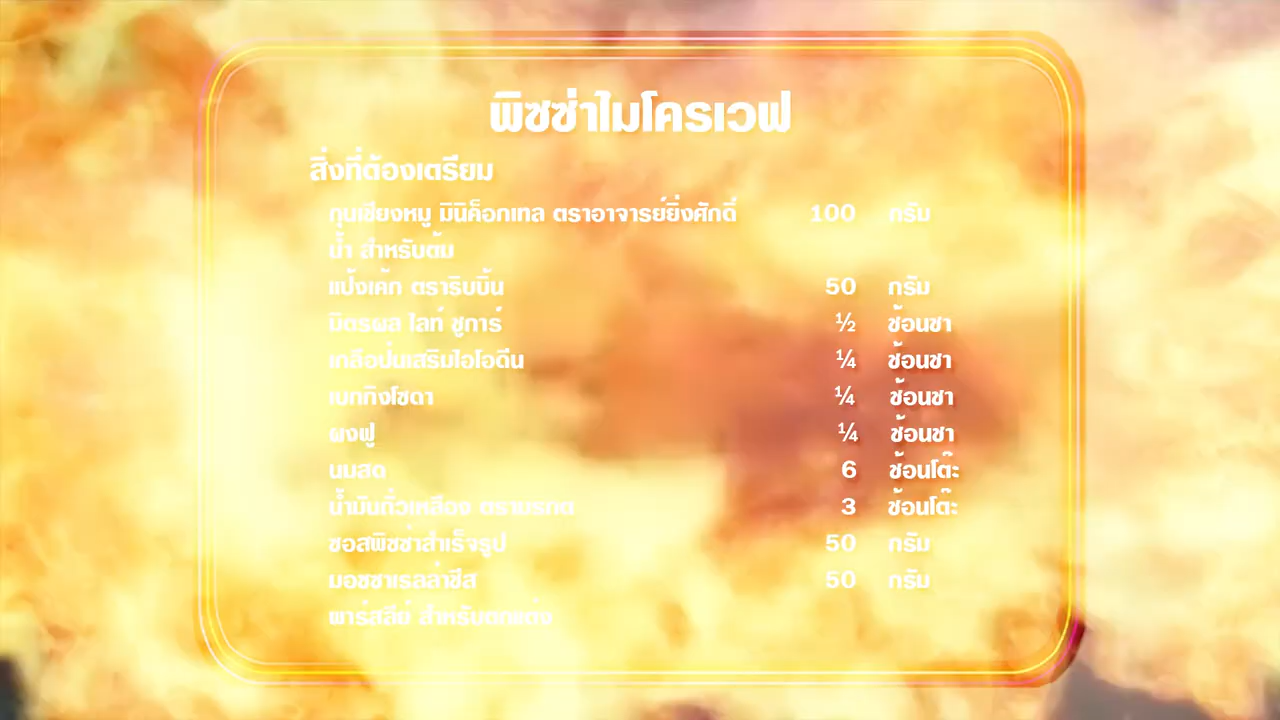 พิซซ่าไมโครเวฟ
สิ่งที่ต้องเตรียม
กุนเชียงหมู มินิค็อกเทล ตราอาจารย์ยิ่งศักดิ์ 100 กรัม
น้ำ สำหรับต้ม
แป้งเค้ก ตราริบบิ้น 50 กรัม
มิตรผล ไลท์ ชูการ์ ½ ช้อนชา
เกลือป่นเสริมไอโอดีน ¼ ช้อนชา
เบกกิงโซดา ¼ ช้อนชา
ผงฟู ¼ ช้อนชา
นมสด 6 ช้อนโต๊ะ
น้ำมันถั่วเหลือง ตรามรกต 3 ช้อนโต๊ะ
ซอสพิซซ่าสำเร็จรูป 50 กรัม
มอซซาเรลล่าชีส 50 กรัม
พาร์สลีย์ สำหรับตกแต่ง